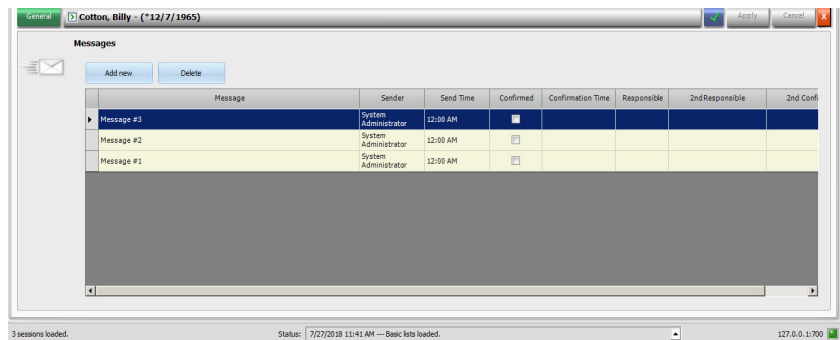 General Cotton, Billy - (*12/7/1965) Apply Cancel X
Messages
Add new Delete
Message Sender Send Time Confirmed Confirmation Time Responsible 2nd Responsible 2nd Confi
Message #3 System Administrator 12:00 AM
Message #2 System Administrator 12:00 AM
Message #1 System Administrator 12:00 AM
3 sessions loaded. Status: 7/27/2018 11:41 AM --- Basic lists loaded. 127.0.0.1:700